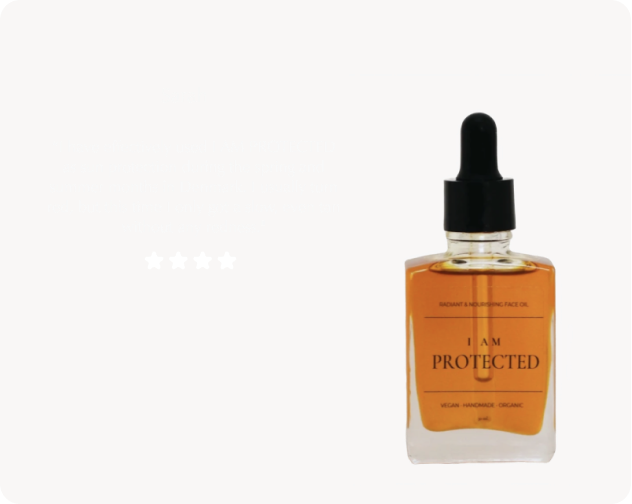 RADIANT & NOURISHING FACE OIL
I AM
PROTECTED
VEGAN · HANDMADE · ORGANIC